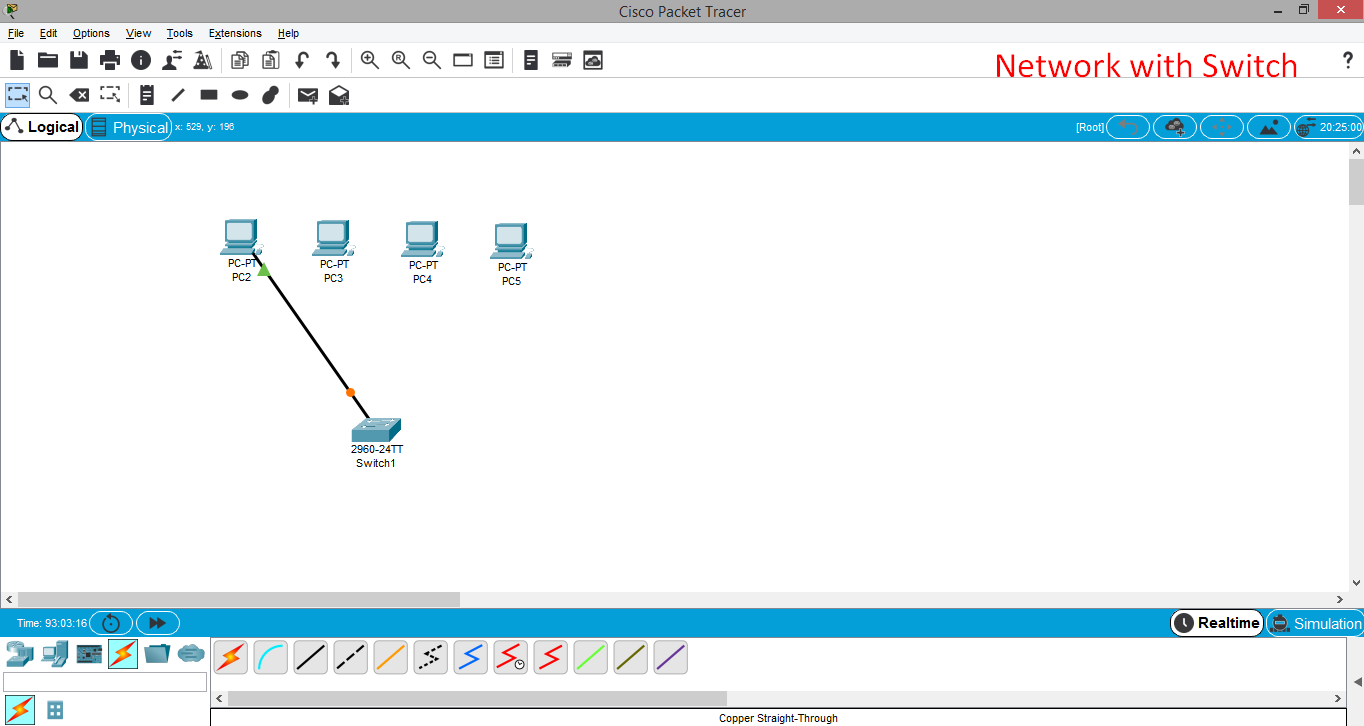 Cisco Packet Tracer
File Edit Options View Tools Extensions Help
Network with Switch
?
Logical Physical x: 529, y: 196 [Root] 20:25:00
PC-PT PC-PT PC-PT PC-PT
PC2 PC3 PC4 PC5
2960-24TT
Switch1
Time: 93:03:16 Realtime Simulation
Copper Straight-Through